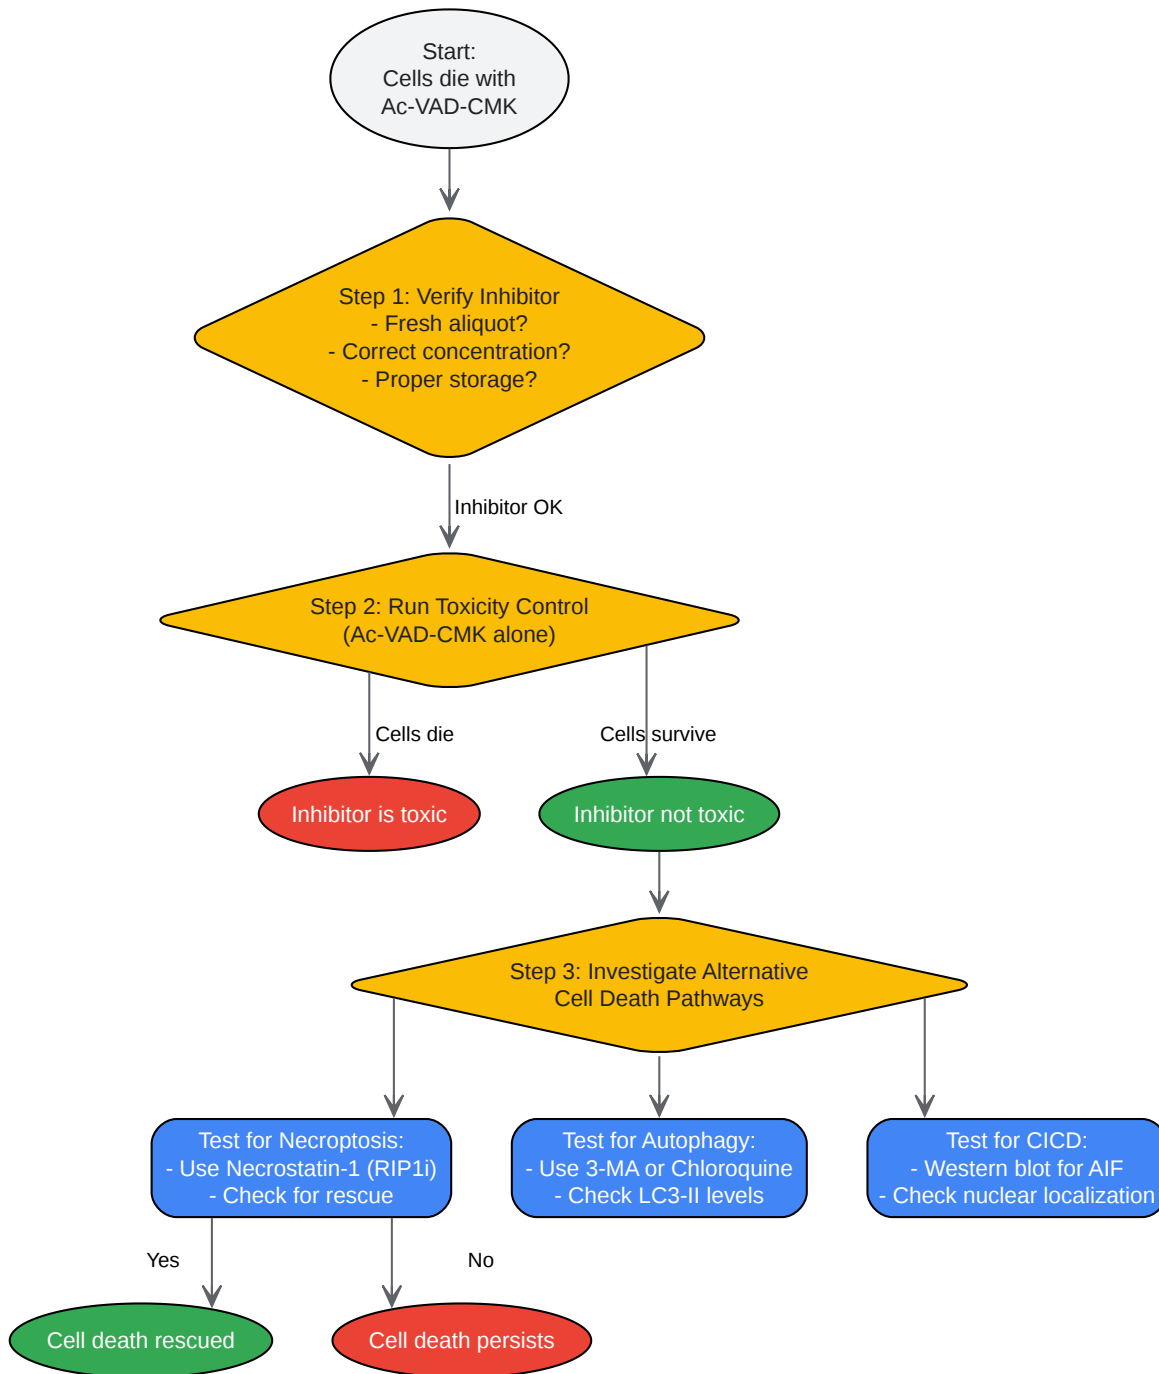 Start:
Cells die with
Ac-VAD-CMK
Step 1: Verify Inhibitor
- Fresh aliquot?
- Correct concentration?
- Proper storage?
Inhibitor OK
Step 2: Run Toxicity Control
(Ac-VAD-CMK alone)
Cells die
Cells survive
Inhibitor is toxic
Inhibitor not toxic
Step 3: Investigate Alternative
Cell Death Pathways
Test for Necroptosis:
- Use Necrostatin-1 (RIP1i)
- Check for rescue
Test for Autophagy:
- Use 3-MA or Chloroquine
- Check LC3-II levels
Test for CICD:
- Western blot for AIF
- Check nuclear localization
Yes
No
Cell death rescued
Cell death persists